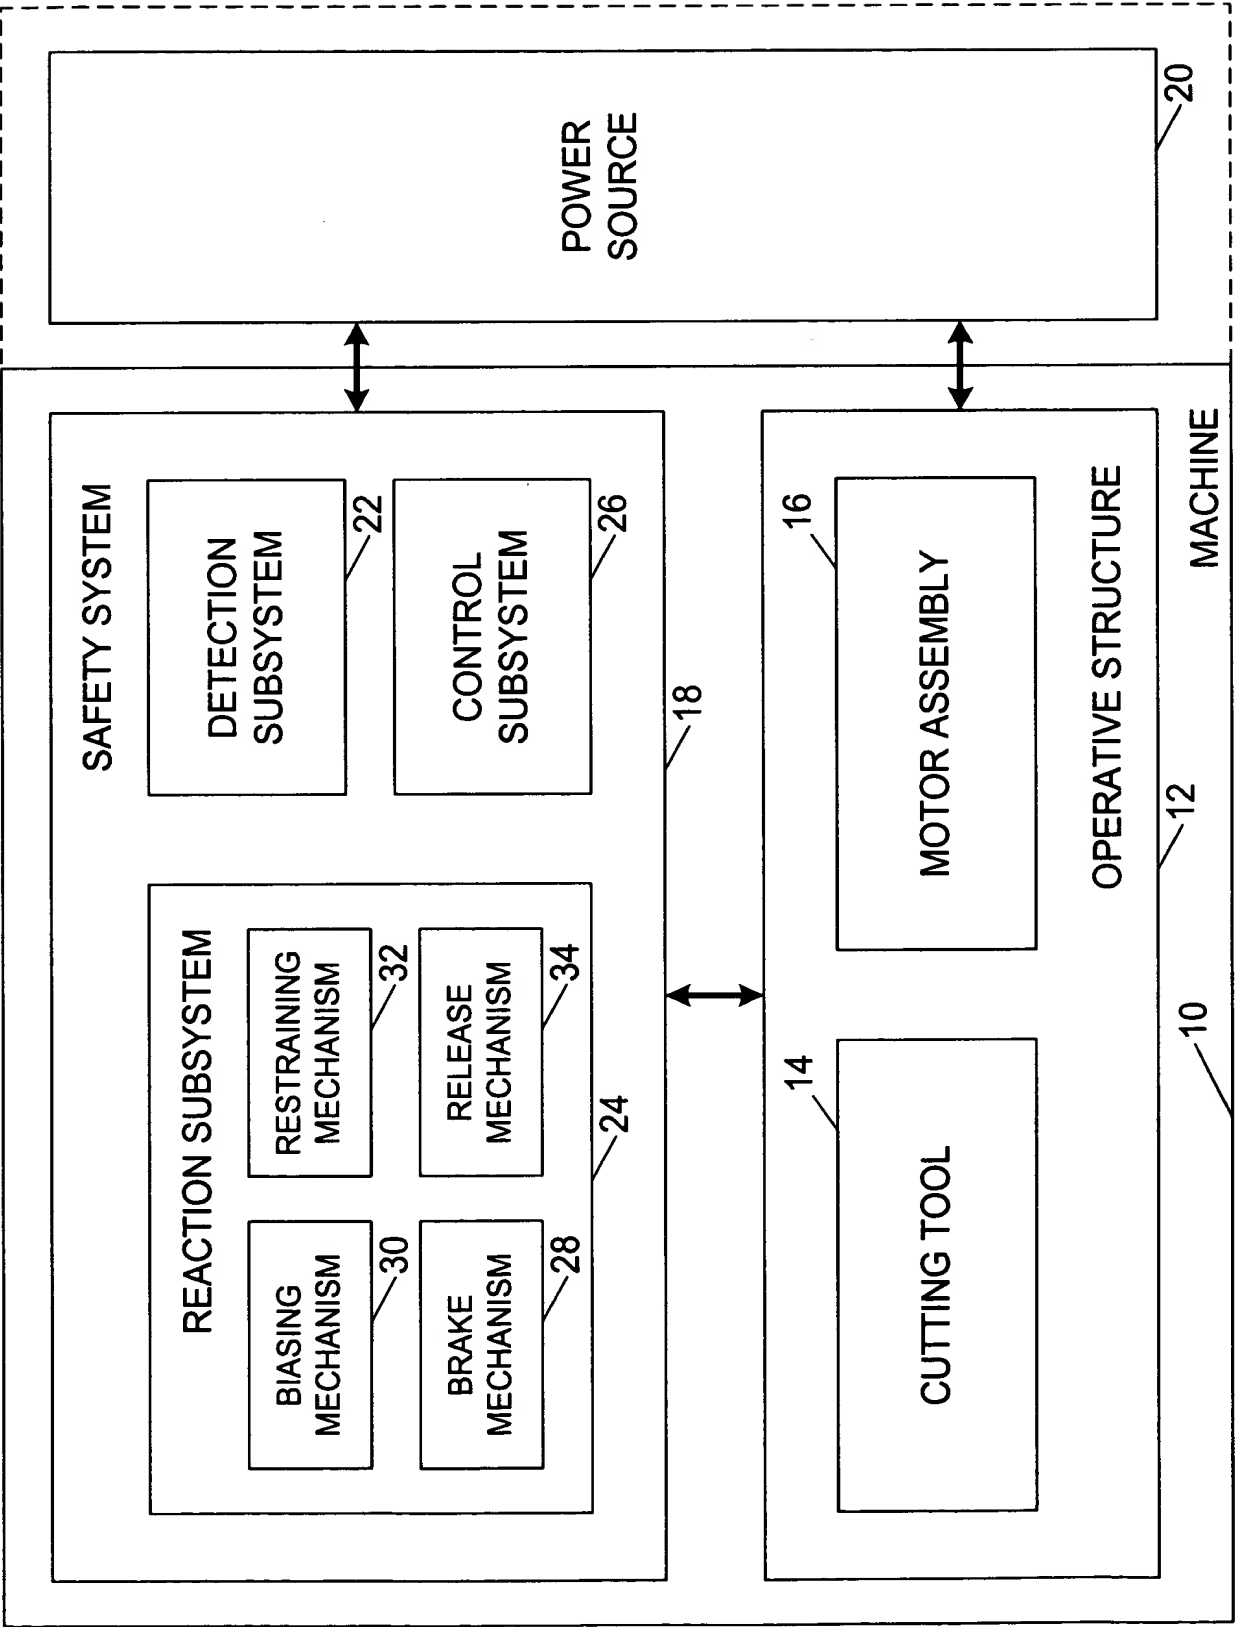 MACHINE
10
SAFETY SYSTEM
18
REACTION SUBSYSTEM
24
BIASING
MECHANISM
30
RESTRAINING
MECHANISM
32
BRAKE
MECHANISM
28
RELEASE
MECHANISM
34
DETECTION
SUBSYSTEM
22
CONTROL
SUBSYSTEM
26
CUTTING TOOL
14
MOTOR ASSEMBLY
16
OPERATIVE STRUCTURE
12
POWER
SOURCE
20